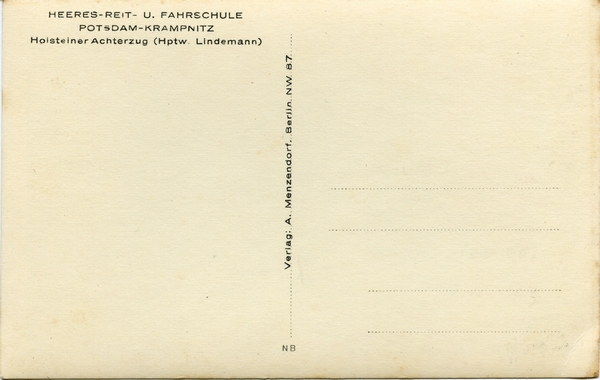 HEERES-REIT- U. FAHRSCHULE
POTSDAM-KRAMPNITZ
Holsteiner Achterzug (Hptw. Lindemann)
Verlag: A. Menzendorf, Berlin NW 87
NB